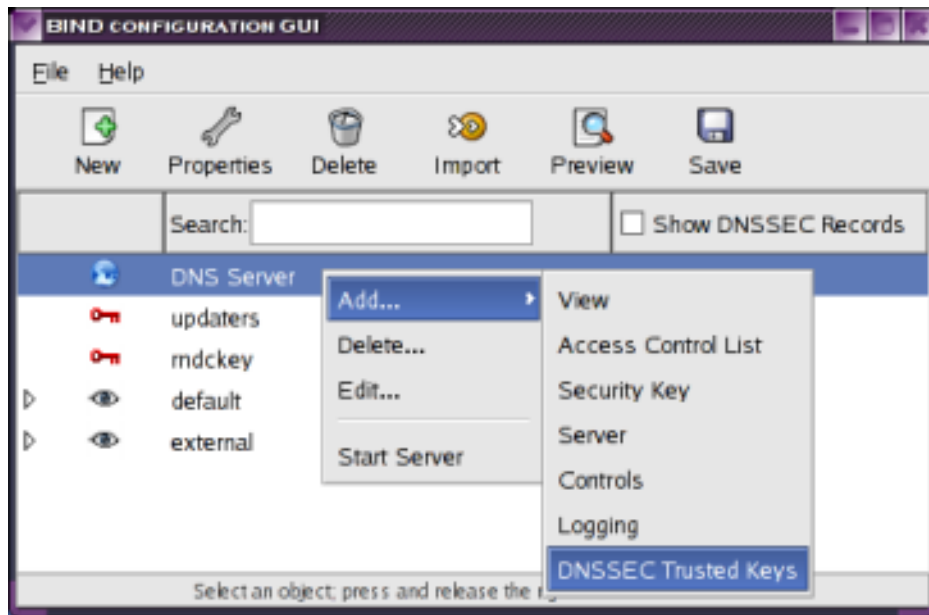 BIND CONFIGURATION GUI
File Help
New Properties Delete Import Preview Save
Search: Show DNSSEC Records
DNS Server
updaters
rndckey
default
external
Add...
Delete...
Edit...
Start Server
View
Access Control List
Security Key
Server
Controls
Logging
DNSSEC Trusted Keys
Select an object; press and release the